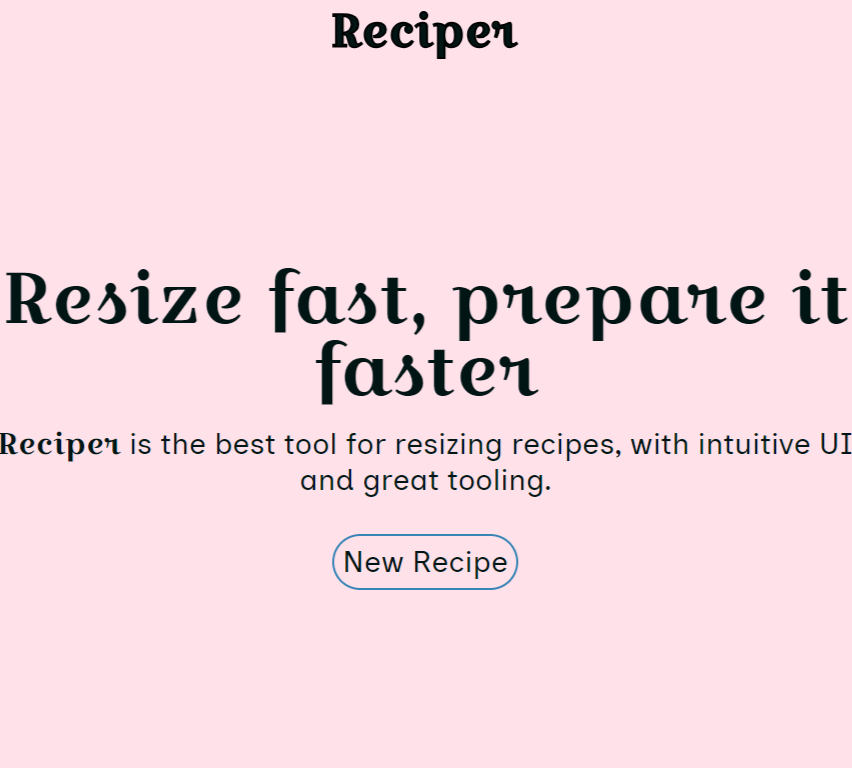 Reciper
Resize fast, prepare it
faster
Reciper is the best tool for resizing recipes, with intuitive UI
and great tooling.
New Recipe